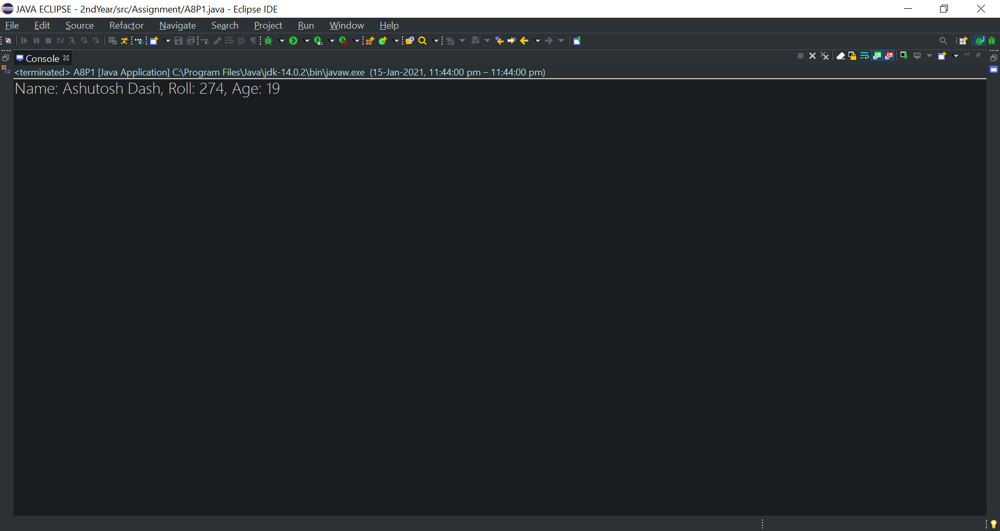 JAVA ECLIPSE - 2ndYear/src/Assignment/A8P1.java - Eclipse IDE
File Edit Source Refactor Navigate Search Project Run Window Help
Console
<terminated> A8P1 [Java Application] C:\Program Files\Java\jdk-14.0.2\bin\javaw.exe (15-Jan-2021, 11:44:00 pm – 11:44:00 pm)
Name: Ashutosh Dash, Roll: 274, Age: 19